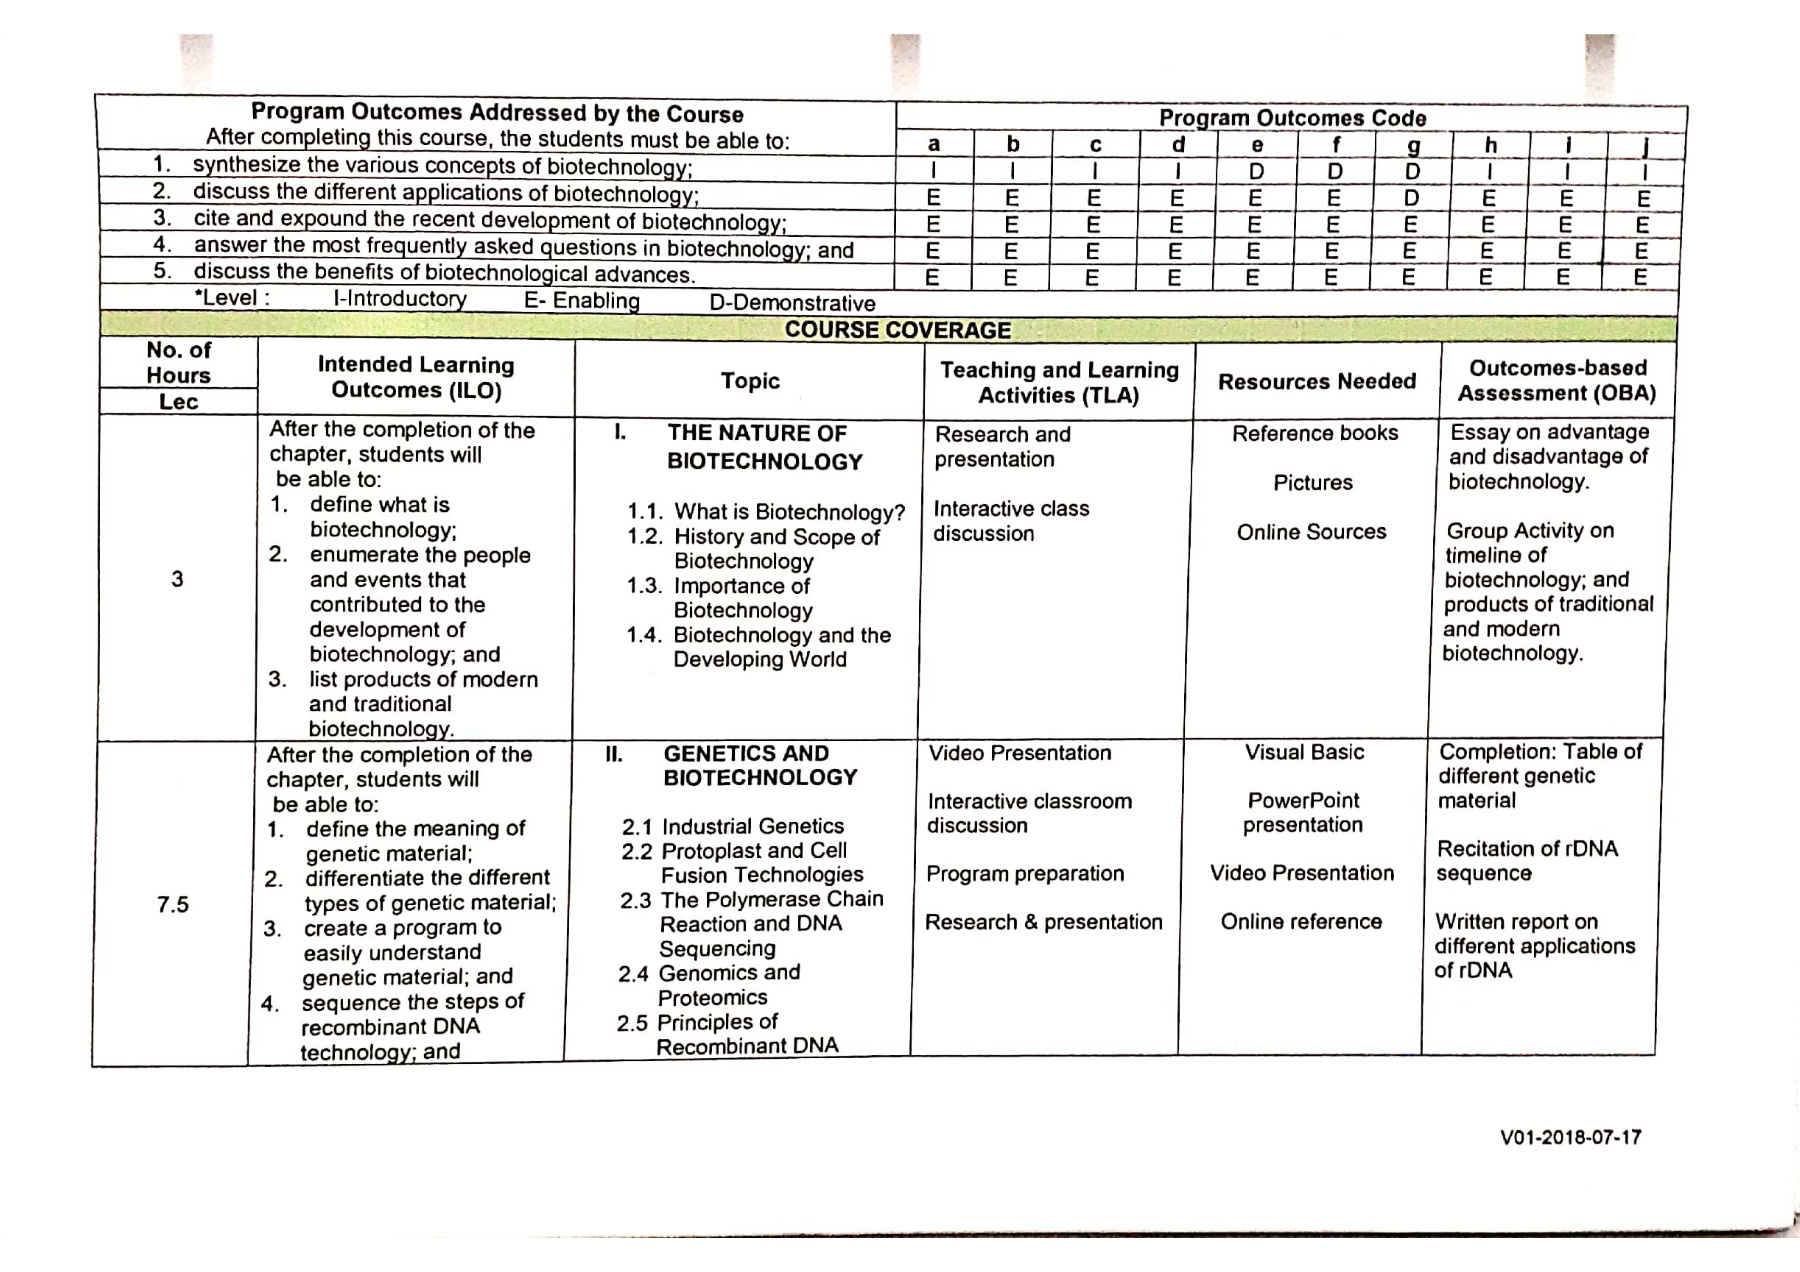 Program Outcomes Addressed by the Course
After completing this course, the students must be able to:
Program Outcomes Code
a b c d e f g h i j
1. synthesize the various concepts of biotechnology; I I I I D D D I I I
2. discuss the different applications of biotechnology; E E E E E E D E E E
3. cite and expound the recent development of biotechnology; E E E E E E E E E E
4. answer the most frequently asked questions in biotechnology; and E E E E E E E E E E
5. discuss the benefits of biotechnological advances. E E E E E E E E E E
*Level : I-Introductory E- Enabling D-Demonstrative
COURSE COVERAGE
No. of
Hours
Lec
Intended Learning
Outcomes (ILO)
Topic
Teaching and Learning
Activities (TLA)
Resources Needed
Outcomes-based
Assessment (OBA)
3
After the completion of the
chapter, students will
be able to:
1. define what is
biotechnology;
2. enumerate the people
and events that
contributed to the
development of
biotechnology; and
3. list products of modern
and traditional
biotechnology.
I. THE NATURE OF
BIOTECHNOLOGY
1.1. What is Biotechnology?
1.2. History and Scope of
Biotechnology
1.3. Importance of
Biotechnology
1.4. Biotechnology and the
Developing World
Research and
presentation
Interactive class
discussion
Reference books
Pictures
Online Sources
Essay on advantage
and disadvantage of
biotechnology.
Group Activity on
timeline of
biotechnology; and
products of traditional
and modern
biotechnology.
7.5
After the completion of the
chapter, students will
be able to:
1. define the meaning of
genetic material;
2. differentiate the different
types of genetic material;
3. create a program to
easily understand
genetic material; and
4. sequence the steps of
recombinant DNA
technology; and
II. GENETICS AND
BIOTECHNOLOGY
2.1 Industrial Genetics
2.2 Protoplast and Cell
Fusion Technologies
2.3 The Polymerase Chain
Reaction and DNA
Sequencing
2.4 Genomics and
Proteomics
2.5 Principles of
Recombinant DNA
Video Presentation
Interactive classroom
discussion
Program preparation
Research & presentation
Visual Basic
PowerPoint
presentation
Video Presentation
Online reference
Completion: Table of
different genetic
material
Recitation of rDNA
sequence
Written report on
different applications
of rDNA
V01-2018-07-17